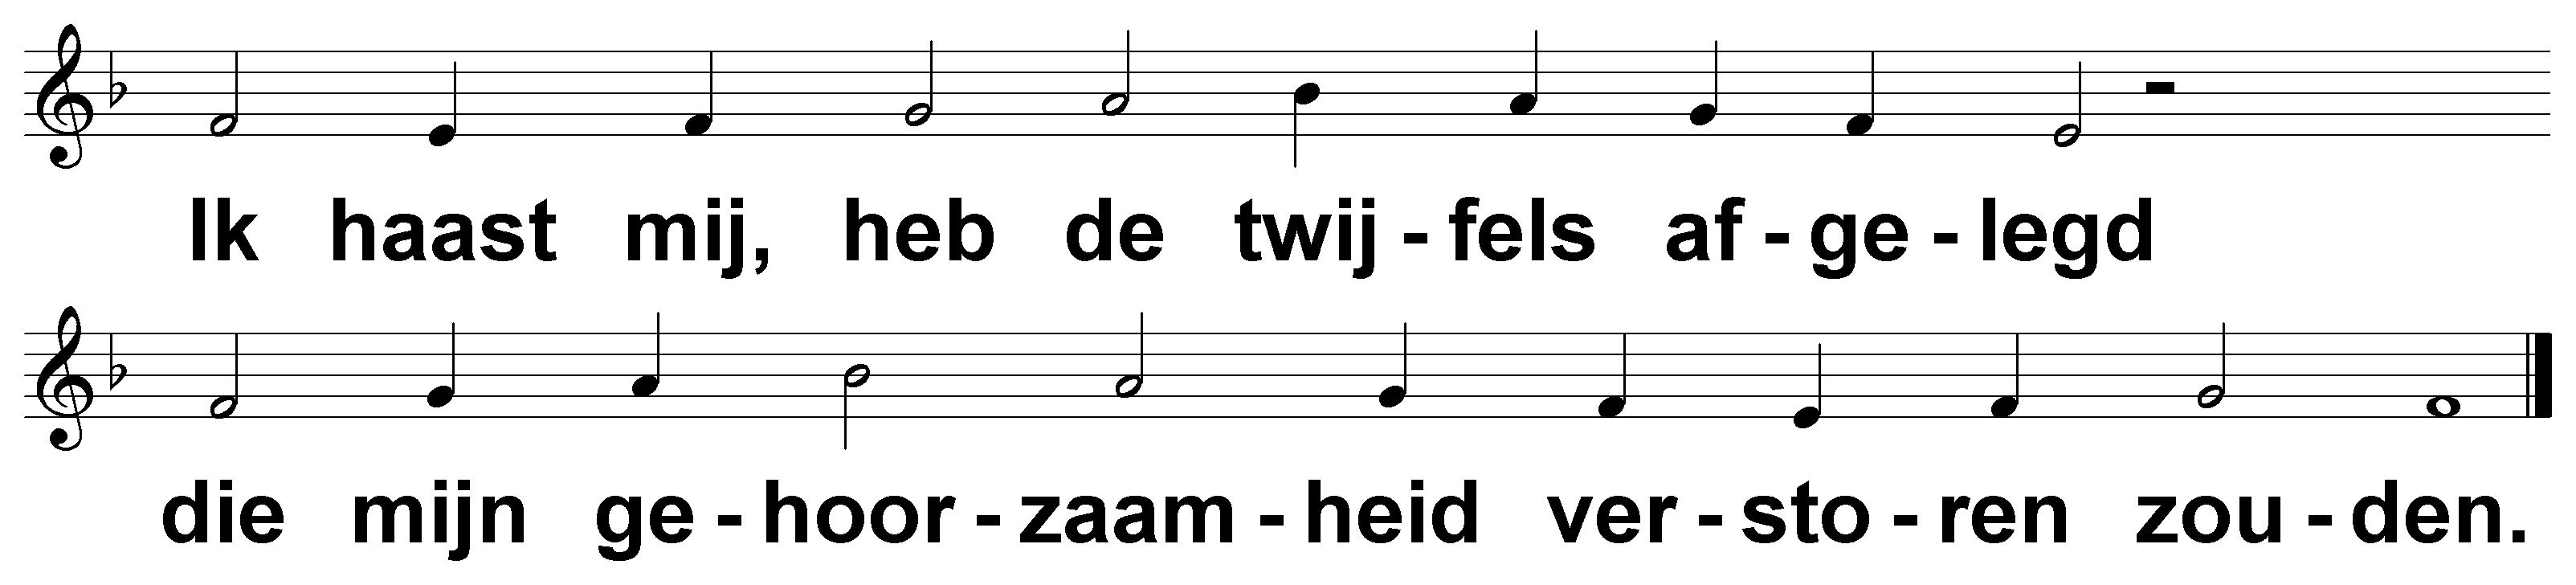 Ik haast mij, heb de twij - fels af - ge - legd
die mijn ge - hoor - zaam - heid ver - sto - ren zou - den.